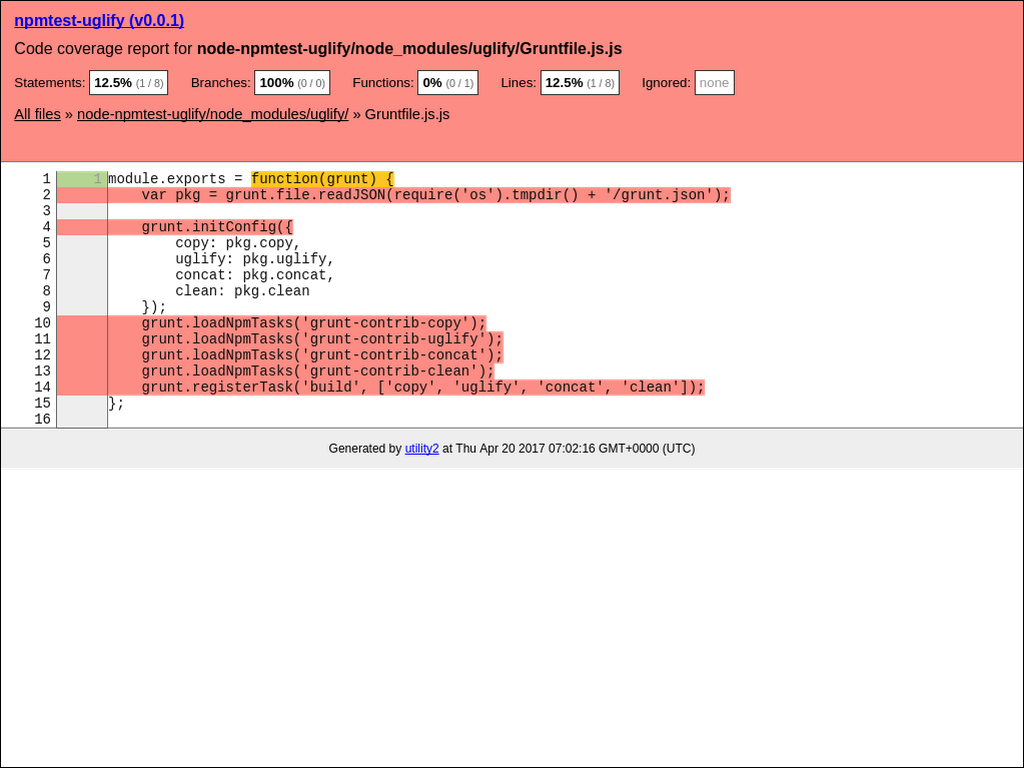 npmtest-uglify (v0.0.1)
Code coverage report for node-npmtest-uglify/node_modules/uglify/Gruntfile.js.js
Statements: 12.5% (1 / 8) Branches: 100% (0 / 0) Functions: 0% (0 / 1) Lines: 12.5% (1 / 8) Ignored: none
All files » node-npmtest-uglify/node_modules/uglify/ » Gruntfile.js.js
1 1 module.exports = function(grunt) {
2     var pkg = grunt.file.readJSON(require('os').tmpdir() + '/grunt.json');
3
4     grunt.initConfig({
5         copy: pkg.copy,
6         uglify: pkg.uglify,
7         concat: pkg.concat,
8         clean: pkg.clean
9     });
10     grunt.loadNpmTasks('grunt-contrib-copy');
11     grunt.loadNpmTasks('grunt-contrib-uglify');
12     grunt.loadNpmTasks('grunt-contrib-concat');
13     grunt.loadNpmTasks('grunt-contrib-clean');
14     grunt.registerTask('build', ['copy', 'uglify', 'concat', 'clean']);
15 };
16
Generated by utility2 at Thu Apr 20 2017 07:02:16 GMT+0000 (UTC)